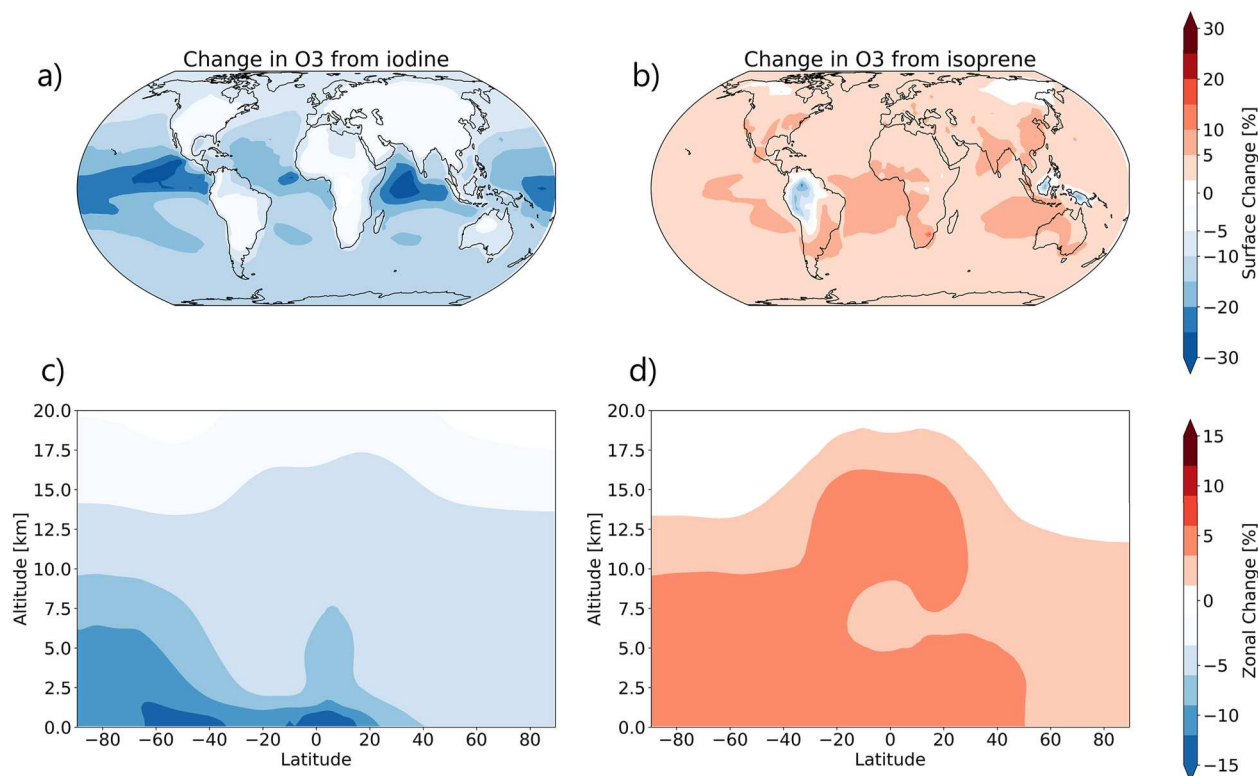 a)
Change in O3 from iodine
b)
Change in O3 from isoprene
30
20
10
5
0
−5
−10
−20
−30
Surface Change [%]
c)
20.0
17.5
15.0
12.5
10.0
7.5
5.0
2.5
0.0
Altitude [km]
−80 −60 −40 −20 0 20 40 60 80
Latitude
d)
20.0
17.5
15.0
12.5
10.0
7.5
5.0
2.5
0.0
Altitude [km]
−80 −60 −40 −20 0 20 40 60 80
Latitude
15
10
5
0
−5
−10
−15
Zonal Change [%]